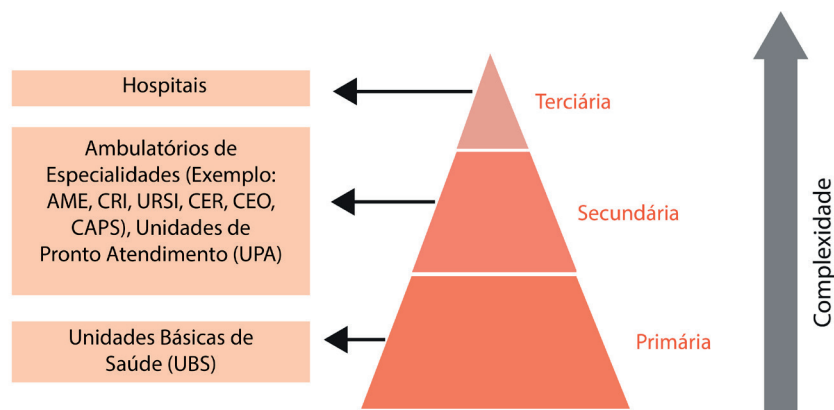 Hospitais
Terciária
Ambulatórios de
Especialidades (Exemplo:
AME, CRI, URSI, CER, CEO,
CAPS), Unidades de
Pronto Atendimento (UPA)
Secundária
Unidades Básicas de
Saúde (UBS)
Primária
Complexidade